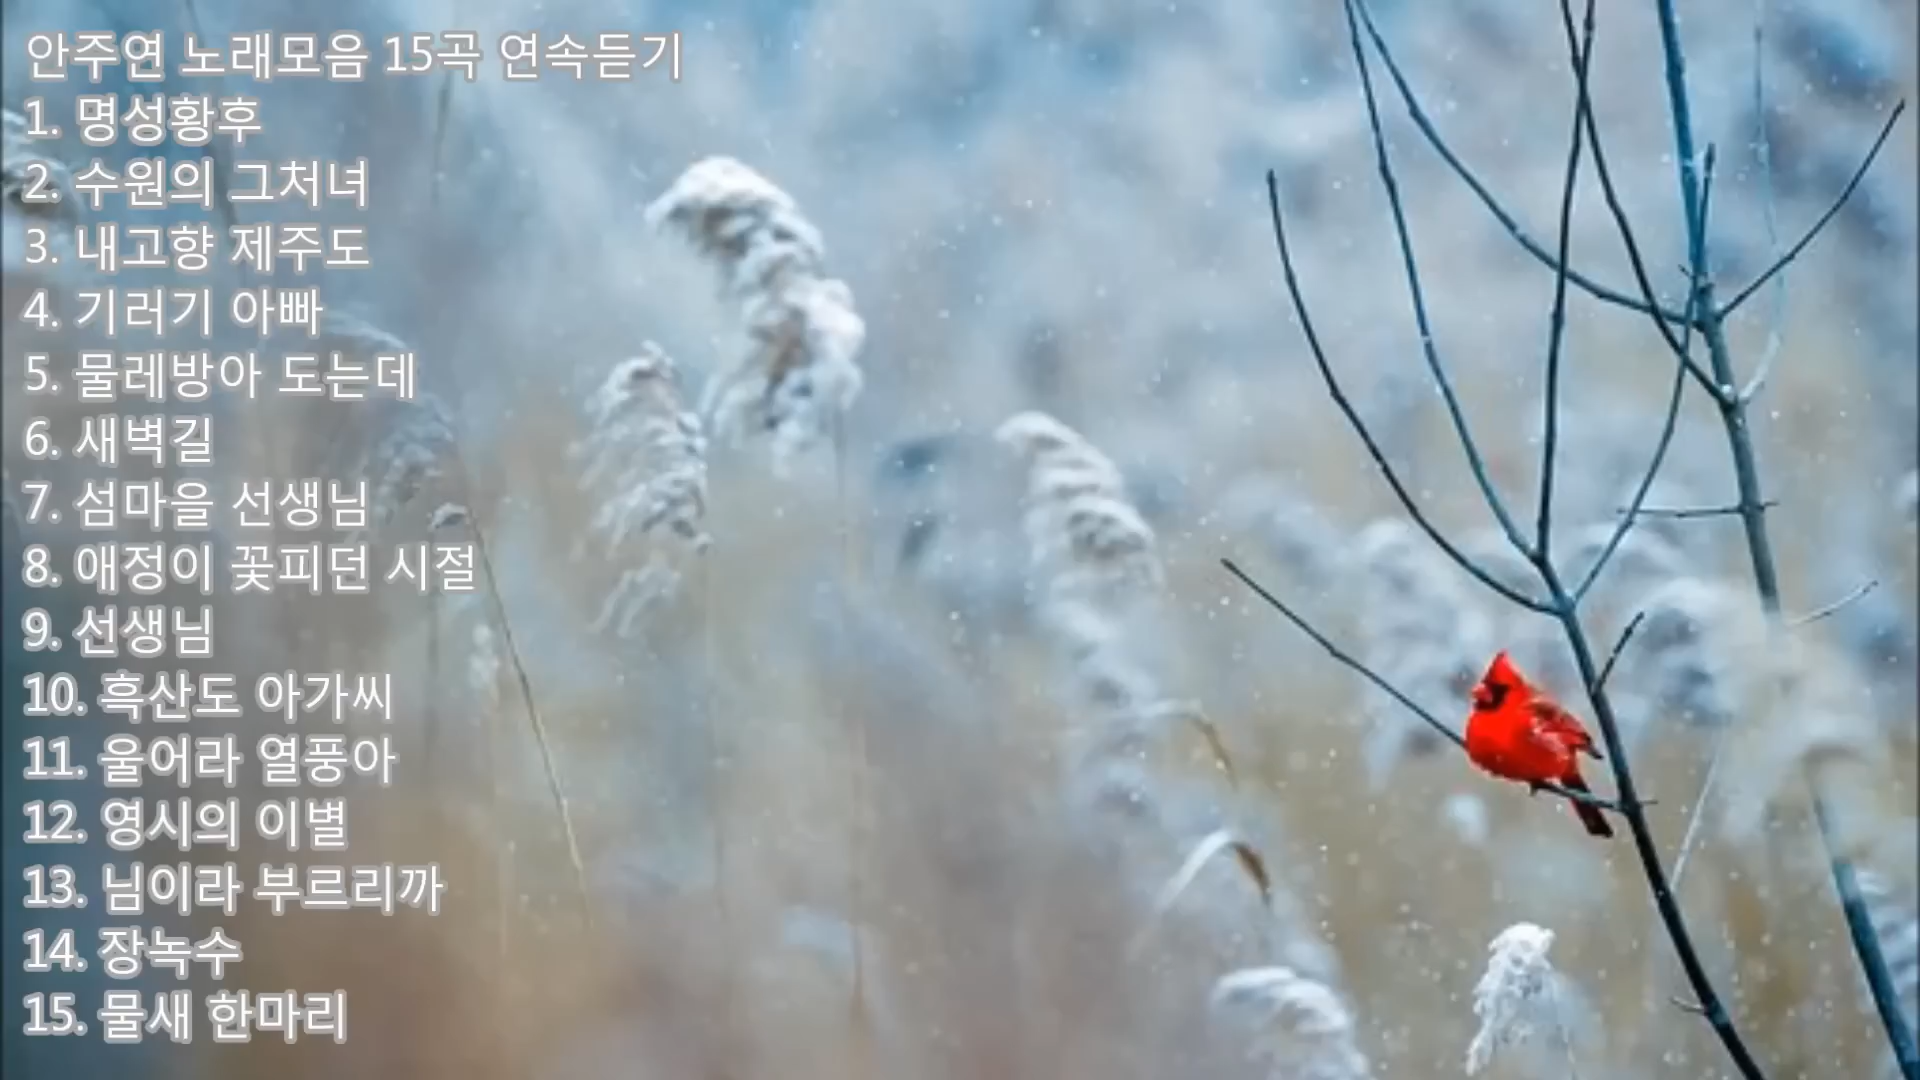 안주연 노래모음 15곡 연속듣기
1. 명성황후
2. 수원의 그처녀
3. 내고향 제주도
4. 기러기 아빠
5. 물레방아 도는데
6. 새벽길
7. 섬마을 선생님
8. 애정이 꽃피던 시절
9. 선생님
10. 흑산도 아가씨
11. 울어라 열풍아
12. 영시의 이별
13. 님이라 부르리까
14. 장녹수
15. 물새 한마리